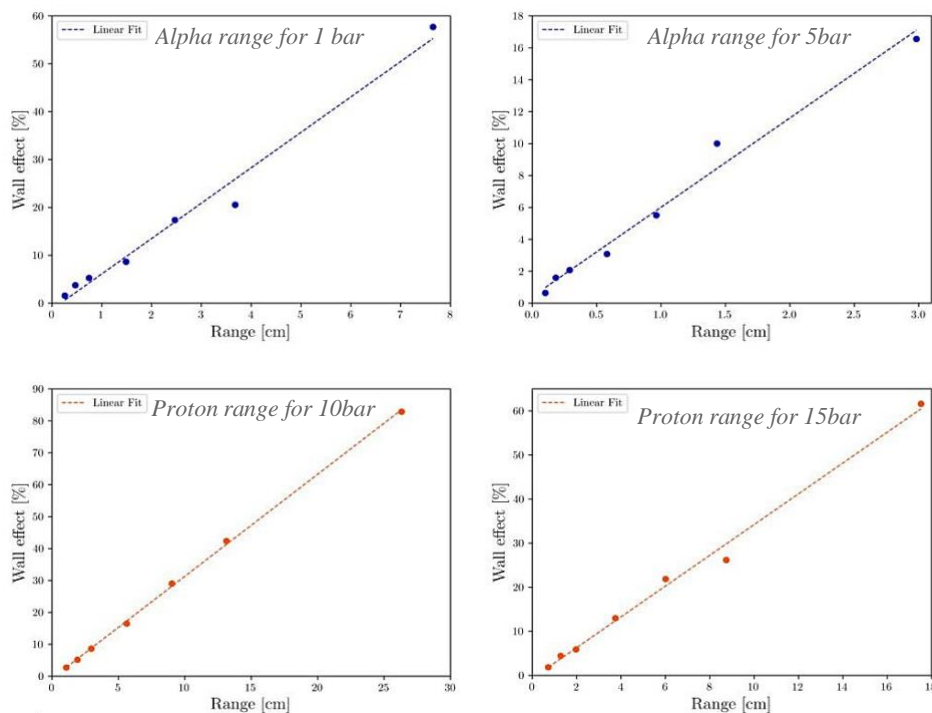 Linear Fit
Alpha range for 1 bar
Wall effect [%]
60
50
40
30
20
10
0
0 1 2 3 4 5 6 7 8
Range [cm]
Linear Fit
Alpha range for 5bar
Wall effect [%]
18
16
14
12
10
8
6
4
2
0
0.0 0.5 1.0 1.5 2.0 2.5 3.0
Range [cm]
Linear Fit
Proton range for 10bar
Wall effect [%]
90
80
70
60
50
40
30
20
10
0
0 5 10 15 20 25 30
Range [cm]
Linear Fit
Proton range for 15bar
Wall effect [%]
60
50
40
30
20
10
0
0 2 4 6 8 10 12 14 16 18
Range [cm]